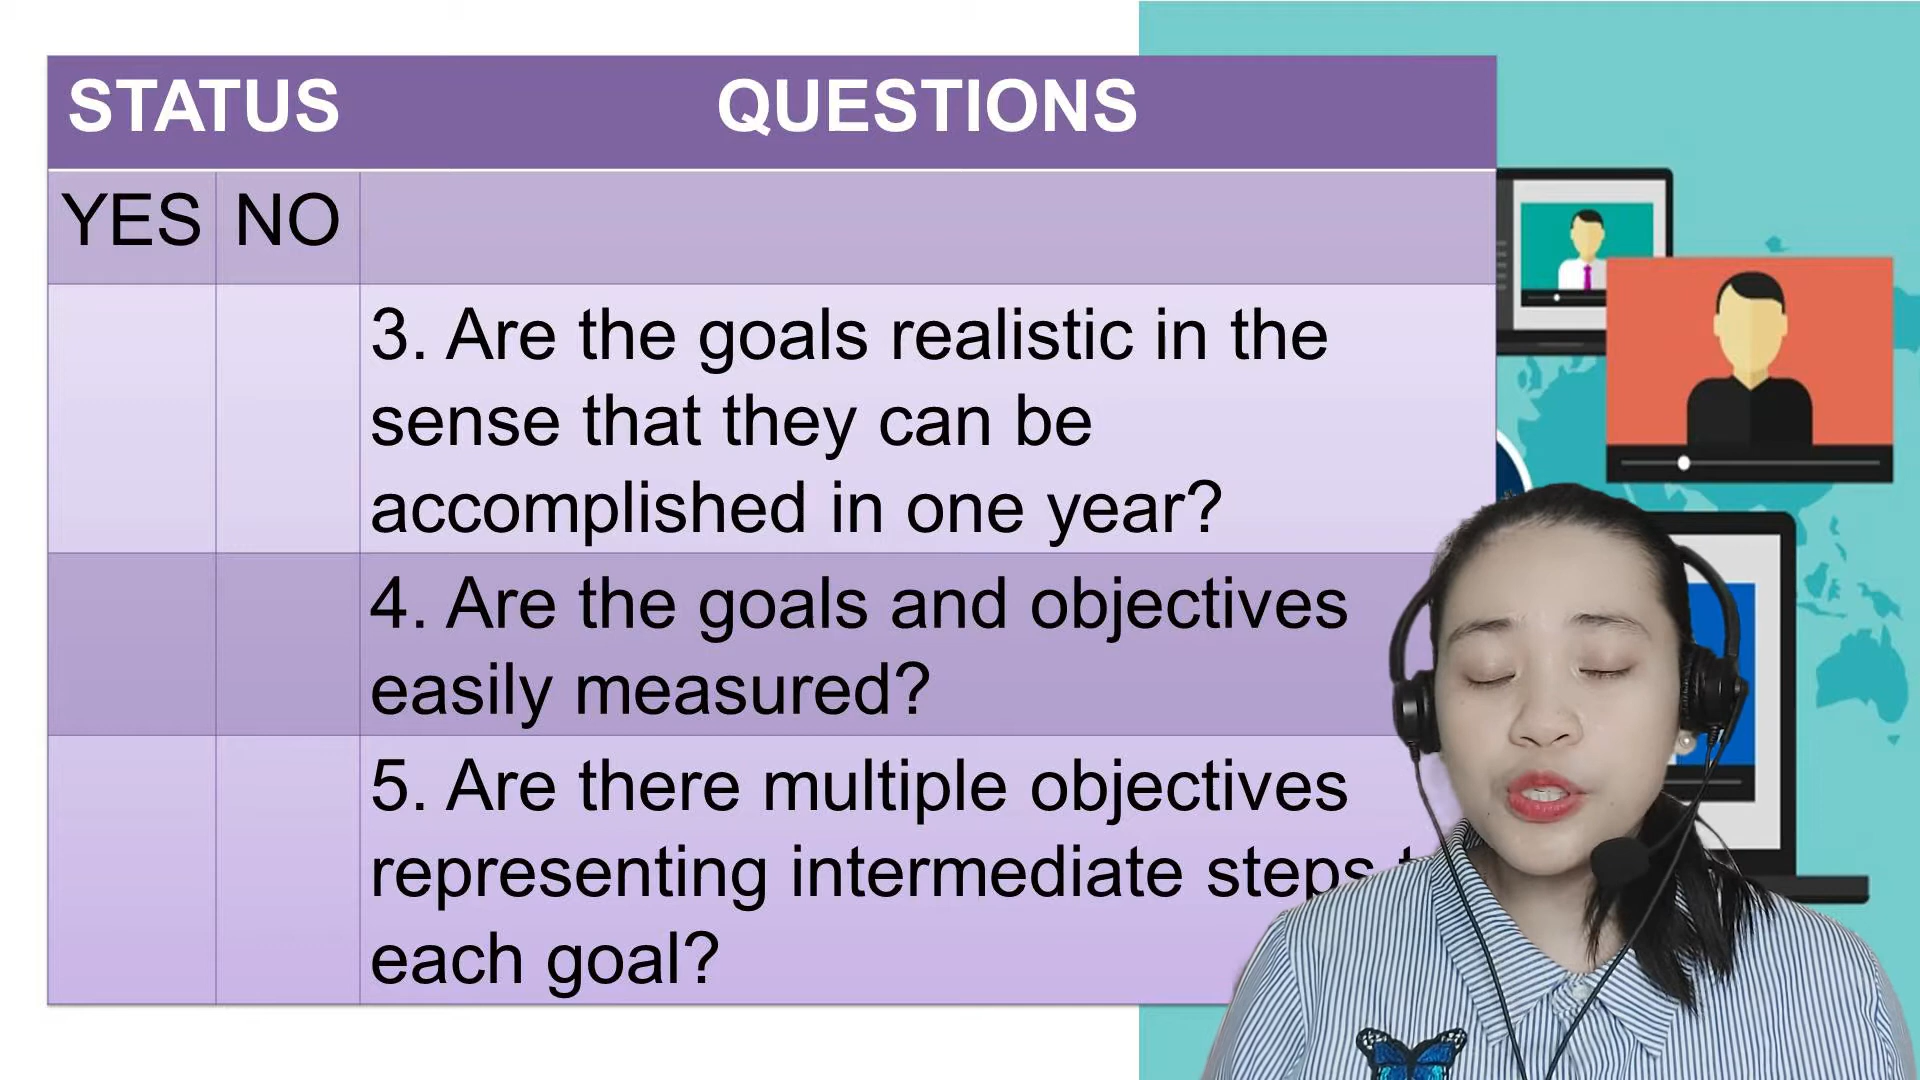 STATUS QUESTIONS
YES NO
3. Are the goals realistic in the
sense that they can be
accomplished in one year?
4. Are the goals and objectives
easily measured?
5. Are there multiple objectives
representing intermediate steps
each goal?